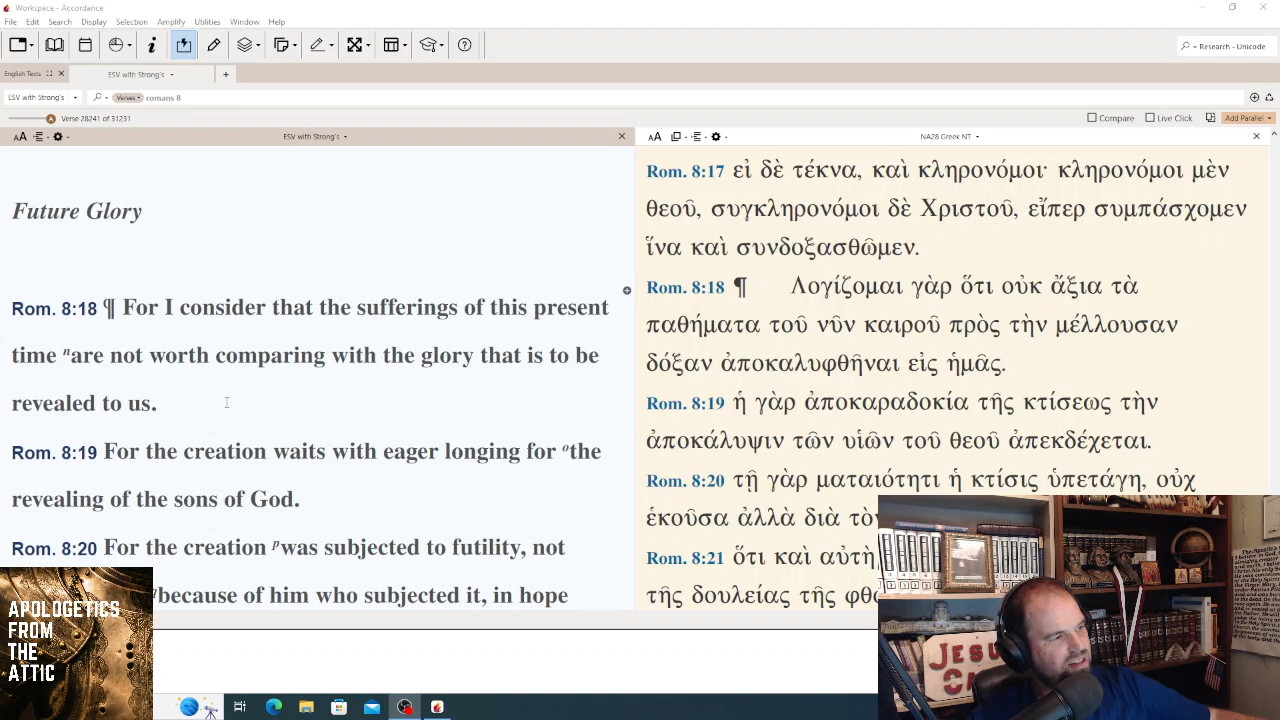 Workspace - Accordance
File Edit Search Display Selection Amplify Utilities Window Help
Research - Unicode
English Texts
ESV with Strong's
ESV with Strong's
Verses
romans 8
Verse 28241 of 31231
Compare
Live Click
Add Parallel
AA
ESV with Strong's
Future Glory
Rom. 8:18 ¶ For I consider that the sufferings of this present
time ⁿare not worth comparing with the glory that is to be
revealed to us.
Rom. 8:19 For the creation waits with eager longing for ᵒthe
revealing of the sons of God.
Rom. 8:20 For the creation ᵖwas subjected to futility, not
because of him who subjected it, in hope
AA
NA28 Greek NT
Rom. 8:17 εἰ δὲ τέκνα, καὶ κληρονόμοι· κληρονόμοι μὲν
θεοῦ, συγκληρονόμοι δὲ Χριστοῦ, εἴπερ συμπάσχομεν
ἵνα καὶ συνδοξασθῶμεν.
Rom. 8:18 ¶ Λογίζομαι γὰρ ὅτι οὐκ ἄξια τὰ
παθήματα τοῦ νῦν καιροῦ πρὸς τὴν μέλλουσαν
δόξαν ἀποκαλυφθῆναι εἰς ἡμᾶς.
Rom. 8:19 ἡ γὰρ ἀποκαραδοκία τῆς κτίσεως τὴν
ἀποκάλυψιν τῶν υἱῶν τοῦ θεοῦ ἀπεκδέχεται.
Rom. 8:20 τῇ γὰρ ματαιότητι ἡ κτίσις ὑπετάγη, οὐχ
ἑκοῦσα ἀλλὰ διὰ τὸν
Rom. 8:21 ὅτι καὶ αὐτὴ
τῆς δουλείας τῆς φθ
APOLOGETICS
FROM
THE
ATTIC
JESUS